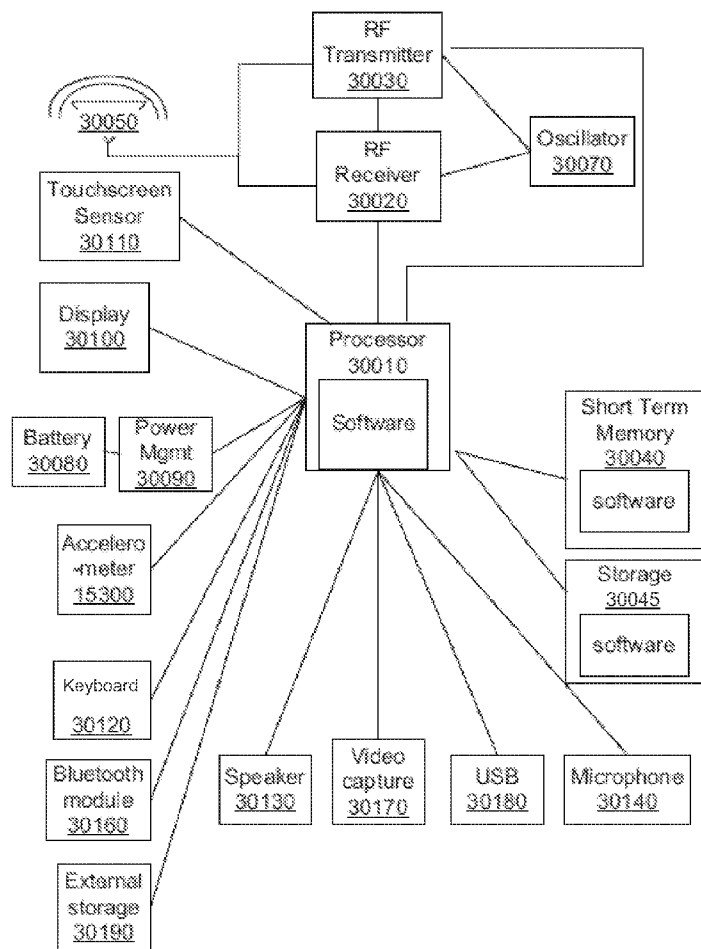 RF
Transmitter
30030
30050
RF
Receiver
30020
Oscillator
30070
Touchscreen
Sensor
30110
Display
30100
Processor
30010
Software
Battery
30080
Power
Mgmt
30090
Short Term
Memory
30040
software
Accelero
-meter
15300
Storage
30045
software
Keyboard
30120
Bluetooth
module
30160
Speaker
30130
Video
capture
30170
USB
30180
Microphone
30140
External
storage
30190